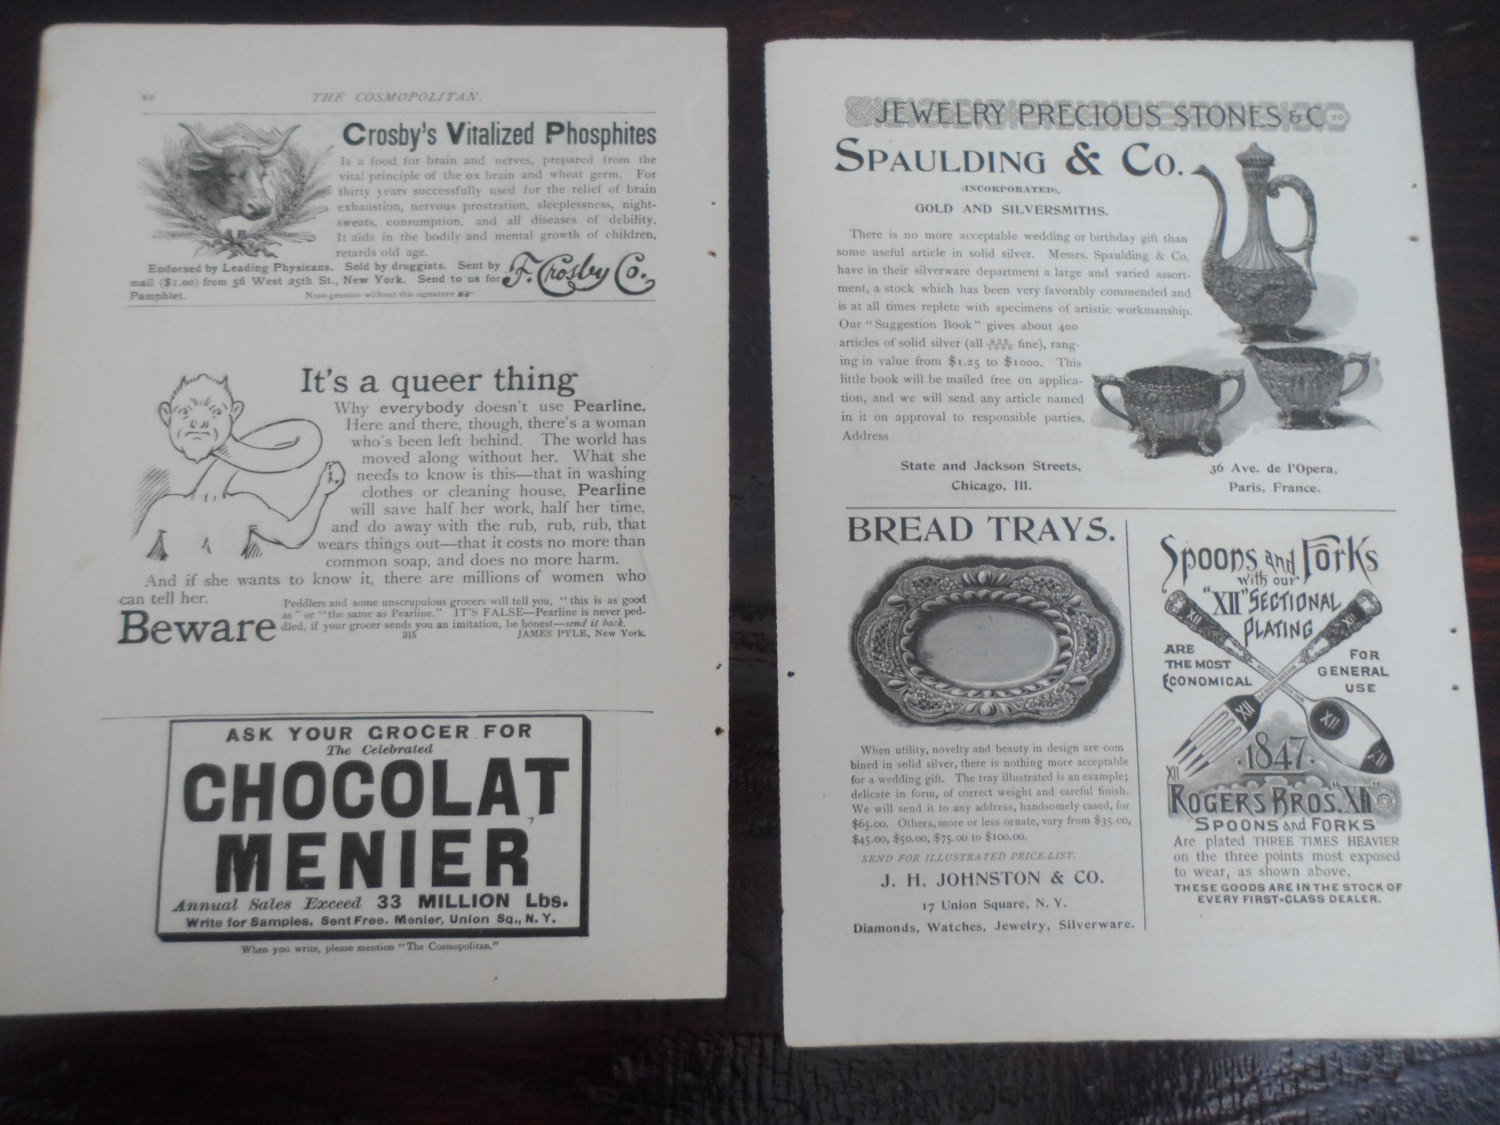 20
THE COSMOPOLITAN.
Crosby's Vitalized Phosphites
Is a food for brain and nerves, prepared from the
vital principle of the ox brain and wheat germ. For
thirty years successfully used for the relief of brain
exhaustion, nervous prostration, sleeplessness, night-
sweats, consumption, and all diseases of debility.
It aids in the bodily and mental growth of children,
retards old age.
Endorsed by Leading Physicans. Sold by druggists. Sent by
mail ($1.00) from 56 West 25th St., New York. Send to us for
Pamphlet.
None genuine without this signature
F. Crosby Co.
It's a queer thing
Why everybody doesn't use Pearline.
Here and there, though, there's a woman
who's been left behind. The world has
moved along without her. What she
needs to know is this—that in washing
clothes or cleaning house, Pearline
will save half her work, half her time,
and do away with the rub, rub, rub, that
wears things out—that it costs no more than
common soap, and does no more harm.
And if she wants to know it, there are millions of women who
can tell her.
Beware
Peddlers and some unscrupulous grocers will tell you, "this is as good
as" or "the same as Pearline." IT'S FALSE—Pearline is never ped-
dled, if your grocer sends you an imitation, be honest—send it back.
315 JAMES PYLE, New York.
ASK YOUR GROCER FOR
The Celebrated
CHOCOLAT
MENIER
Annual Sales Exceed 33 MILLION Lbs.
Write for Samples. Sent Free. Menier, Union Sq., N. Y.
When you write, please mention "The Cosmopolitan."
JEWELRY PRECIOUS STONES & C
SPAULDING & CO.
(INCORPORATED),
GOLD AND SILVERSMITHS.
There is no more acceptable wedding or birthday gift than
some useful article in solid silver. Messrs. Spaulding & Co.
have in their silverware department a large and varied assort-
ment, a stock which has been very favorably commended and
is at all times replete with specimens of artistic workmanship.
Our "Suggestion Book" gives about 400
articles of solid silver (all 925/1000 fine), rang-
ing in value from $1.25 to $1000. This
little book will be mailed free on applica-
tion, and we will send any article named
in it on approval to responsible parties.
Address
State and Jackson Streets,
Chicago, Ill.
36 Ave. de l'Opera,
Paris, France.
BREAD TRAYS.
When utility, novelty and beauty in design are com
bined in solid silver, there is nothing more acceptable
for a wedding gift. The tray illustrated is an example;
delicate in form, of correct weight and careful finish.
We will send it to any address, handsomely cased, for
$65.00. Others, more or less ornate, vary from $35.00,
$45.00, $50.00, $75.00 to $100.00.
SEND FOR ILLUSTRATED PRICE-LIST.
J. H. JOHNSTON & CO.
17 Union Square, N. Y.
Diamonds, Watches, Jewelry, Silverware.
Spoons and Forks
with our
"XII" SECTIONAL
PLATING
ARE
THE MOST
ECONOMICAL
FOR
GENERAL
USE
XII
XII
XII
XII
XII
XII
1847
ROGERS BROS. "XII"
SPOONS and FORKS
Are plated THREE TIMES HEAVIER
on the three points most exposed
to wear, as shown above.
THESE GOODS ARE IN THE STOCK OF
EVERY FIRST-CLASS DEALER.